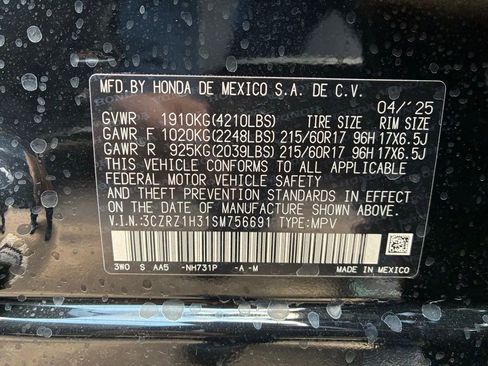 MFD.BY HONDA DE MEXICO S.A. DE C.V.
04/'25
GVWR 1910KG(4210LBS) TIRE SIZE RIM SIZE
GAWR F 1020KG(2248LBS) 215/60R17 96H 17X6.5J
GAWR R 925KG(2039LBS) 215/60R17 96H 17X6.5J
THIS VEHICLE CONFORMS TO ALL APPLICABLE
FEDERAL MOTOR VEHICLE SAFETY
AND THEFT PREVENTION STANDARDS IN EFFECT
ON THE DATE OF MANUFACTURE SHOWN ABOVE.
V.I.N.:3CZRZ1H31SM756691 TYPE:MPV
3W0 S AA5 -NH731P -A-M MADE IN MEXICO